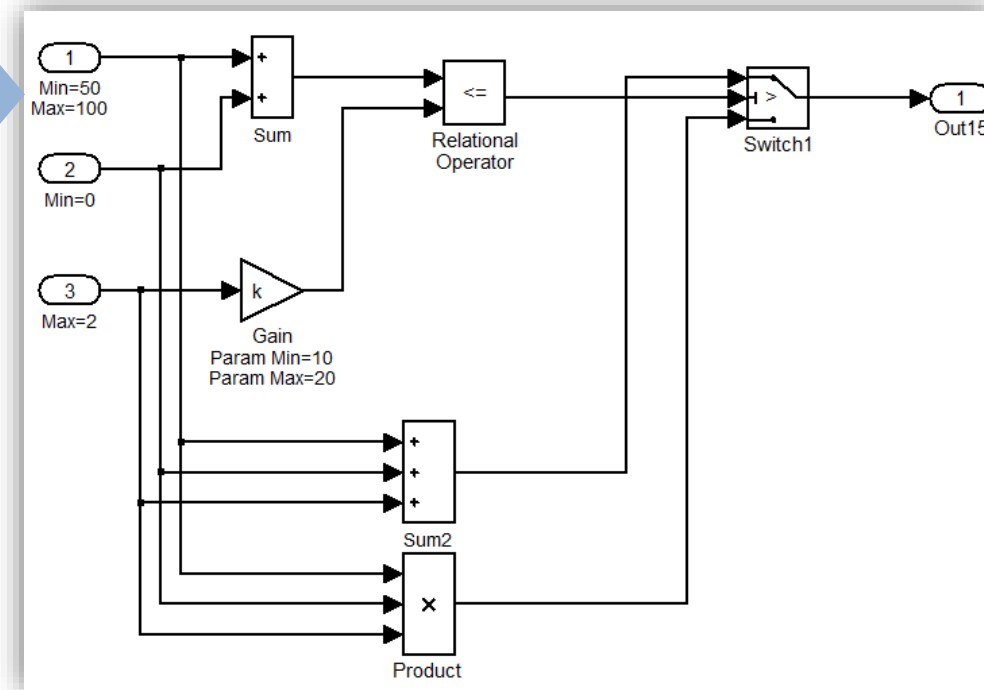 1
Min=50
Max=100
+
+
Sum
<=
Relational
Operator
>
Switch1
1
Out15
2
Min=0
3
Max=2
k
Gain
Param Min=10
Param Max=20
+
+
+
Sum2
×
Product